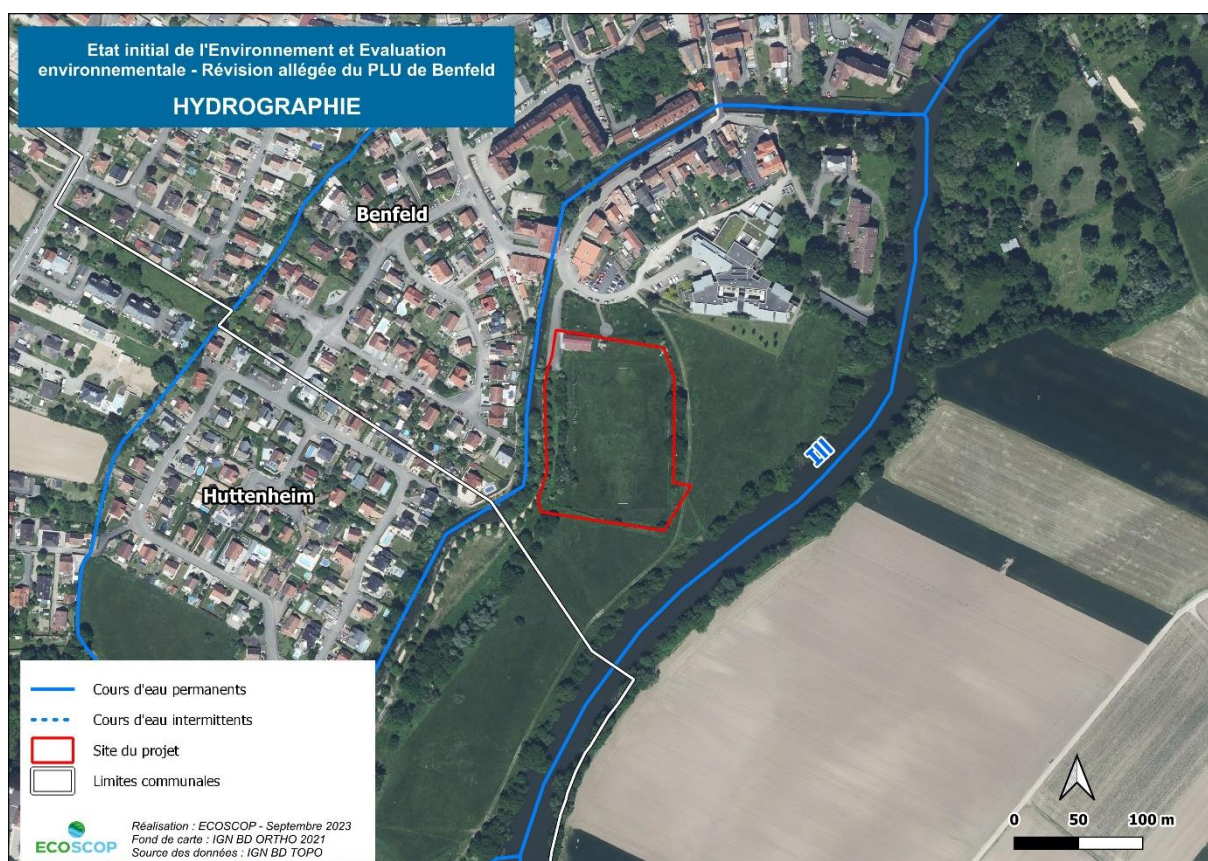 Etat initial de l'Environnement et Evaluation
environnementale - Révision allégée du PLU de Benfeld
HYDROGRAPHIE
Benfeld
Huttenheim
Ill
Cours d'eau permanents
Cours d'eau intermittents
Site du projet
Limites communales
ECOSCOP
Réalisation : ECOSCOP - Septembre 2023
Fond de carte : IGN BD ORTHO 2021
Source des données : IGN BD TOPO
0 50 100 m